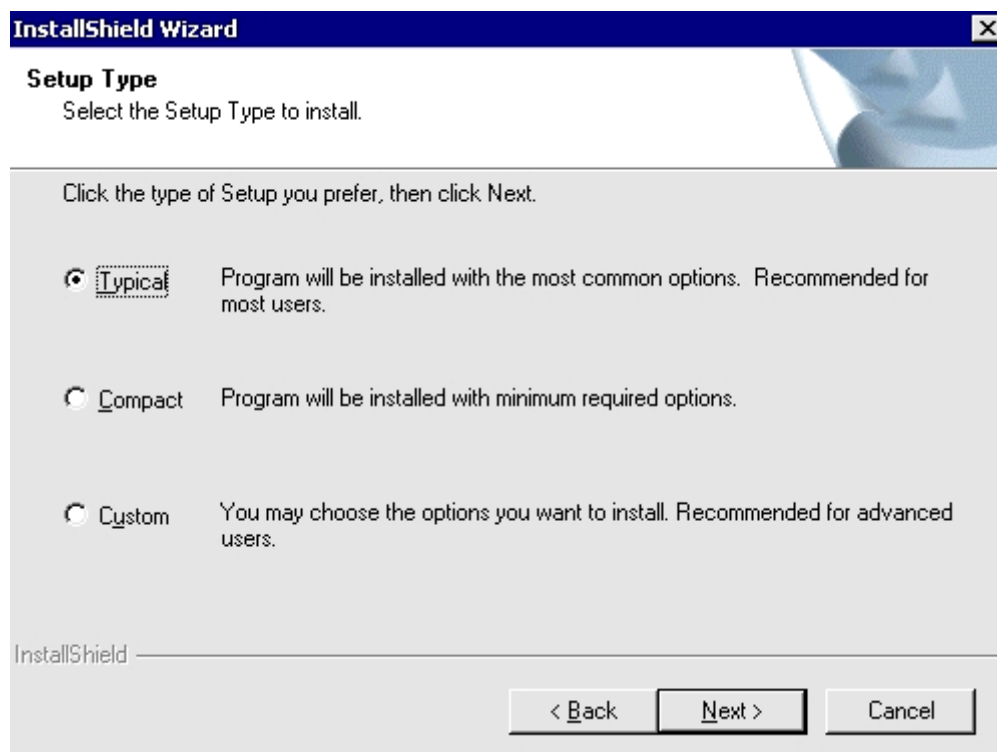 InstallShield Wizard
Setup Type
Select the Setup Type to install.
Click the type of Setup you prefer, then click Next.
Typical
Program will be installed with the most common options.  Recommended for
most users.
Compact
Program will be installed with minimum required options.
Custom
You may choose the options you want to install. Recommended for advanced
users.
InstallShield
< Back
Next >
Cancel